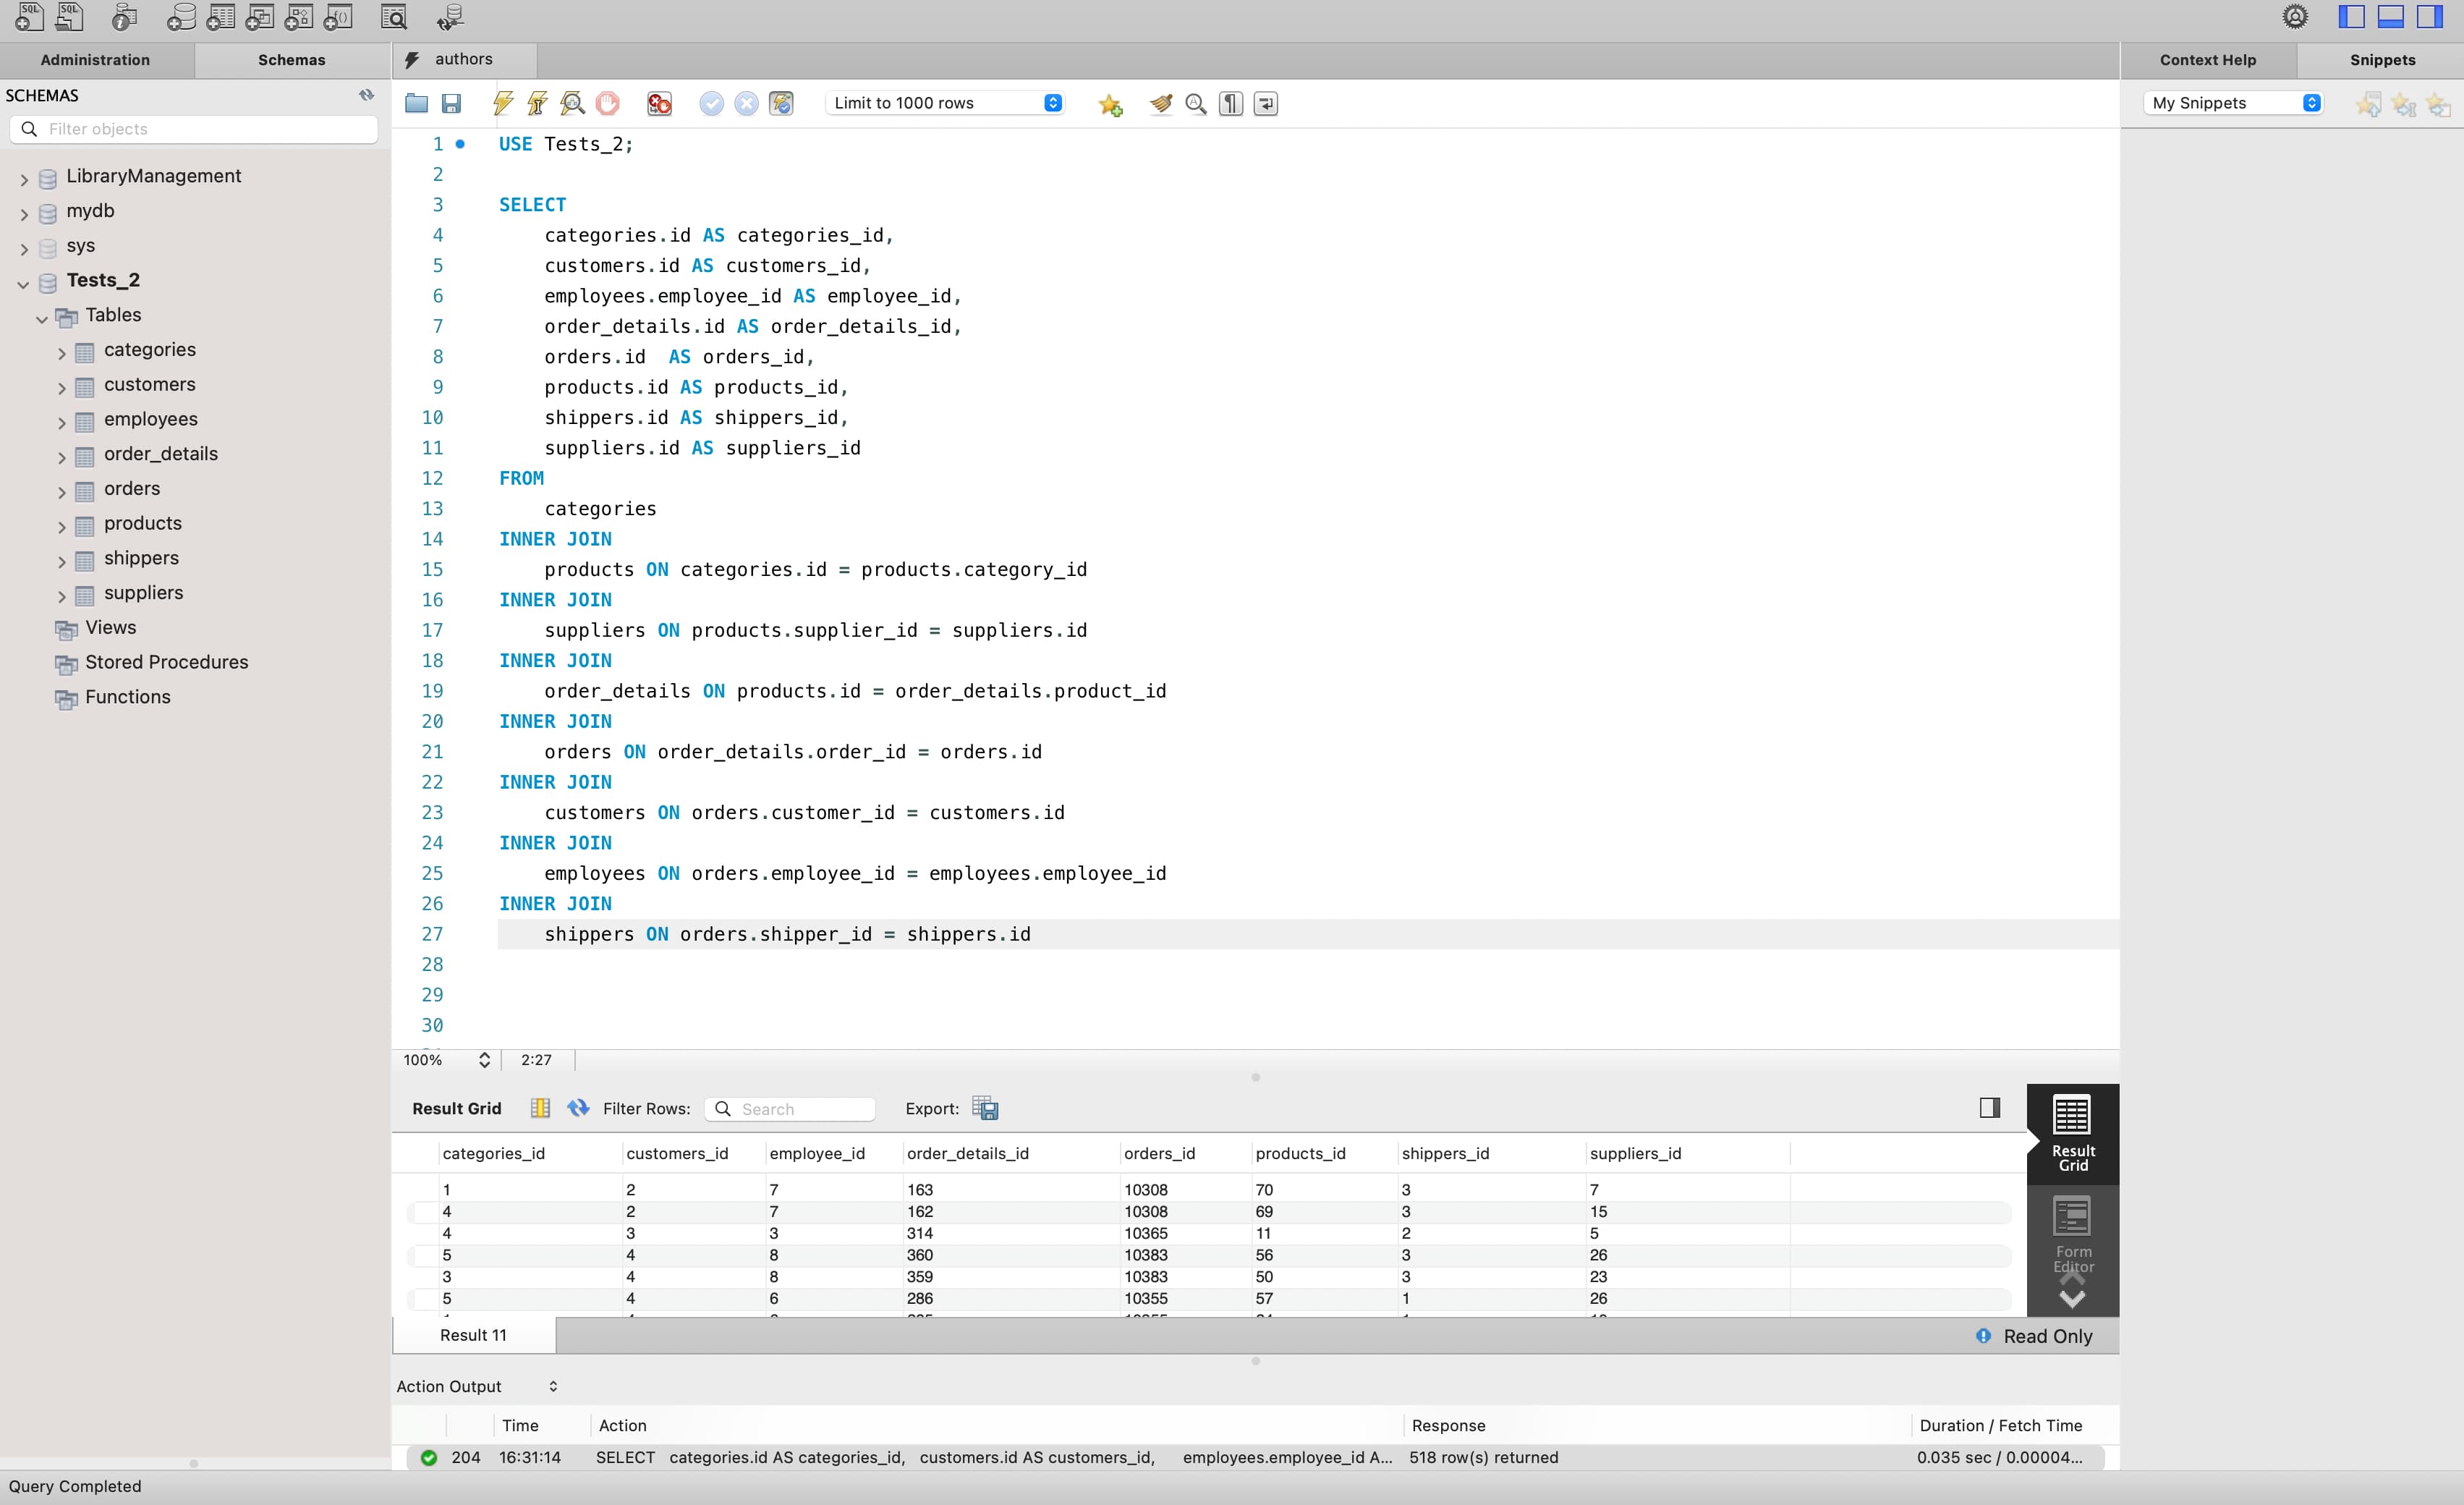 Administration Schemas authors Context Help Snippets
SCHEMAS
Filter objects
Limit to 1000 rows
My Snippets
LibraryManagement
mydb
sys
Tests_2
Tables
categories
customers
employees
order_details
orders
products
shippers
suppliers
Views
Stored Procedures
Functions
1 USE Tests_2;
2
3 SELECT
4 categories.id AS categories_id,
5 customers.id AS customers_id,
6 employees.employee_id AS employee_id,
7 order_details.id AS order_details_id,
8 orders.id  AS orders_id,
9 products.id AS products_id,
10 shippers.id AS shippers_id,
11 suppliers.id AS suppliers_id
12 FROM
13 categories
14 INNER JOIN
15 products ON categories.id = products.category_id
16 INNER JOIN
17 suppliers ON products.supplier_id = suppliers.id
18 INNER JOIN
19 order_details ON products.id = order_details.product_id
20 INNER JOIN
21 orders ON order_details.order_id = orders.id
22 INNER JOIN
23 customers ON orders.customer_id = customers.id
24 INNER JOIN
25 employees ON orders.employee_id = employees.employee_id
26 INNER JOIN
27 shippers ON orders.shipper_id = shippers.id
28
29
30
100% 2:27
Result Grid Filter Rows: Search Export:
categories_id customers_id employee_id order_details_id orders_id products_id shippers_id suppliers_id
1 2 7 163 10308 70 3 7
4 2 7 162 10308 69 3 15
4 3 3 314 10365 11 2 5
5 4 8 360 10383 56 3 26
3 4 8 359 10383 50 3 23
5 4 6 286 10355 57 1 26
Result
Grid
Form
Editor
Result 11 Read Only
Action Output
Time Action Response Duration / Fetch Time
204 16:31:14 SELECT categories.id AS categories_id, customers.id AS customers_id, employees.employee_id A... 518 row(s) returned 0.035 sec / 0.00004...
Query Completed